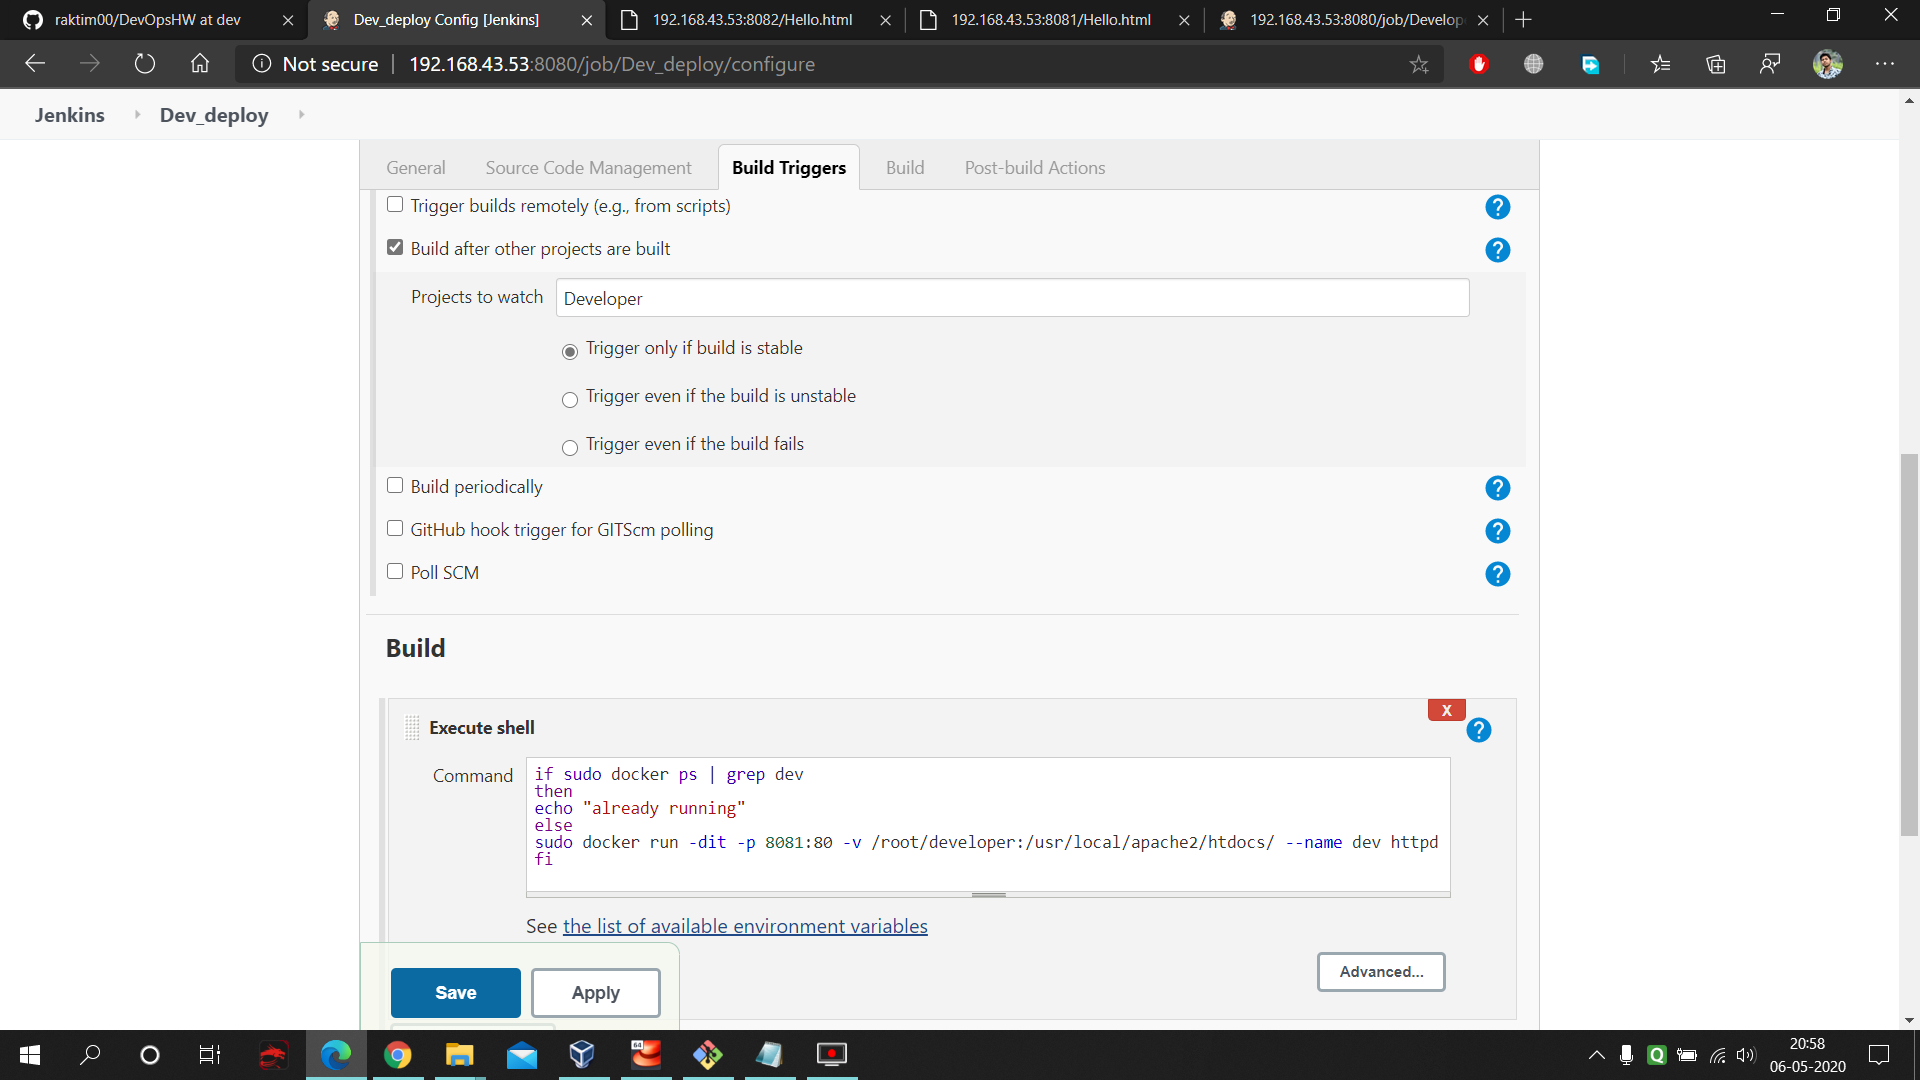 raktim00/DevOpsHW at dev
Dev_deploy Config [Jenkins]
192.168.43.53:8082/Hello.html
192.168.43.53:8081/Hello.html
192.168.43.53:8080/job/Develop
Not secure
192.168.43.53:8080/job/Dev_deploy/configure
Jenkins
Dev_deploy
General
Source Code Management
Build Triggers
Build
Post-build Actions
Trigger builds remotely (e.g., from scripts)
?
Build after other projects are built
?
Projects to watch
Developer
Trigger only if build is stable
Trigger even if the build is unstable
Trigger even if the build fails
Build periodically
?
GitHub hook trigger for GITScm polling
?
Poll SCM
?
Build
X
Execute shell
?
Command
if sudo docker ps | grep dev
then
echo "already running"
else
sudo docker run -dit -p 8081:80 -v /root/developer:/usr/local/apache2/htdocs/ --name dev httpd
fi
See the list of available environment variables
Advanced...
Save
Apply
64
Q
20:58
06-05-2020